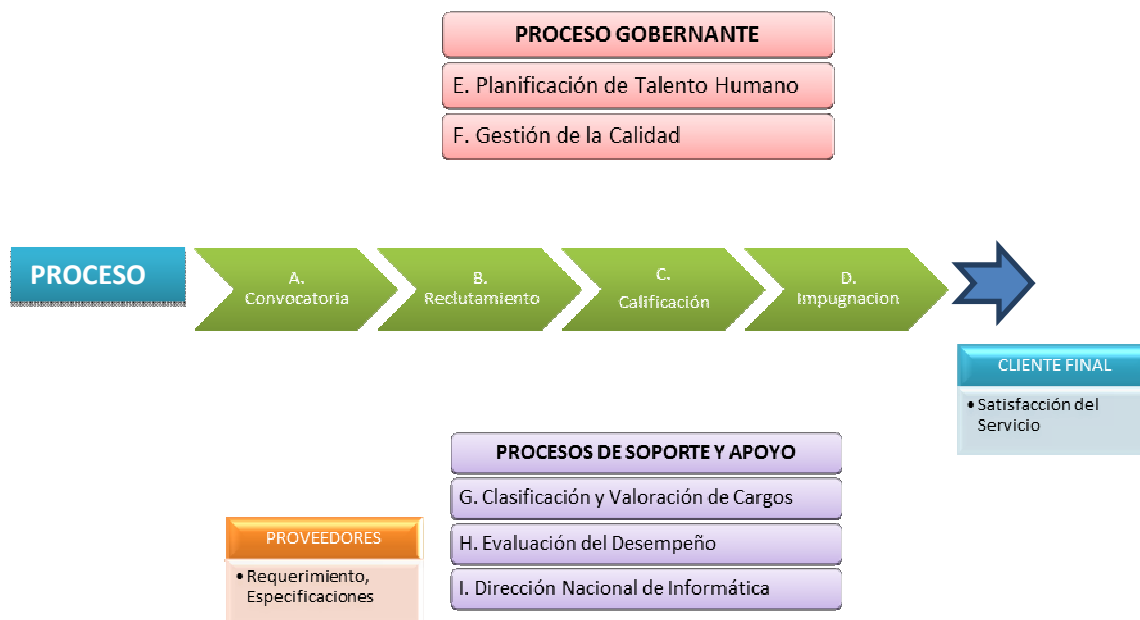 PROCESO GOBERNANTE
E. Planificación de Talento Humano
F. Gestión de la Calidad
PROCESO
A.
Convocatoria
B.
Reclutamiento
C.
Calificación
D.
Impugnacion
CLIENTE FINAL
• Satisfacción del
Servicio
PROCESOS DE SOPORTE Y APOYO
G. Clasificación y Valoración de Cargos
H. Evaluación del Desempeño
I. Dirección Nacional de Informática
PROVEEDORES
• Requerimiento,
Especificaciones